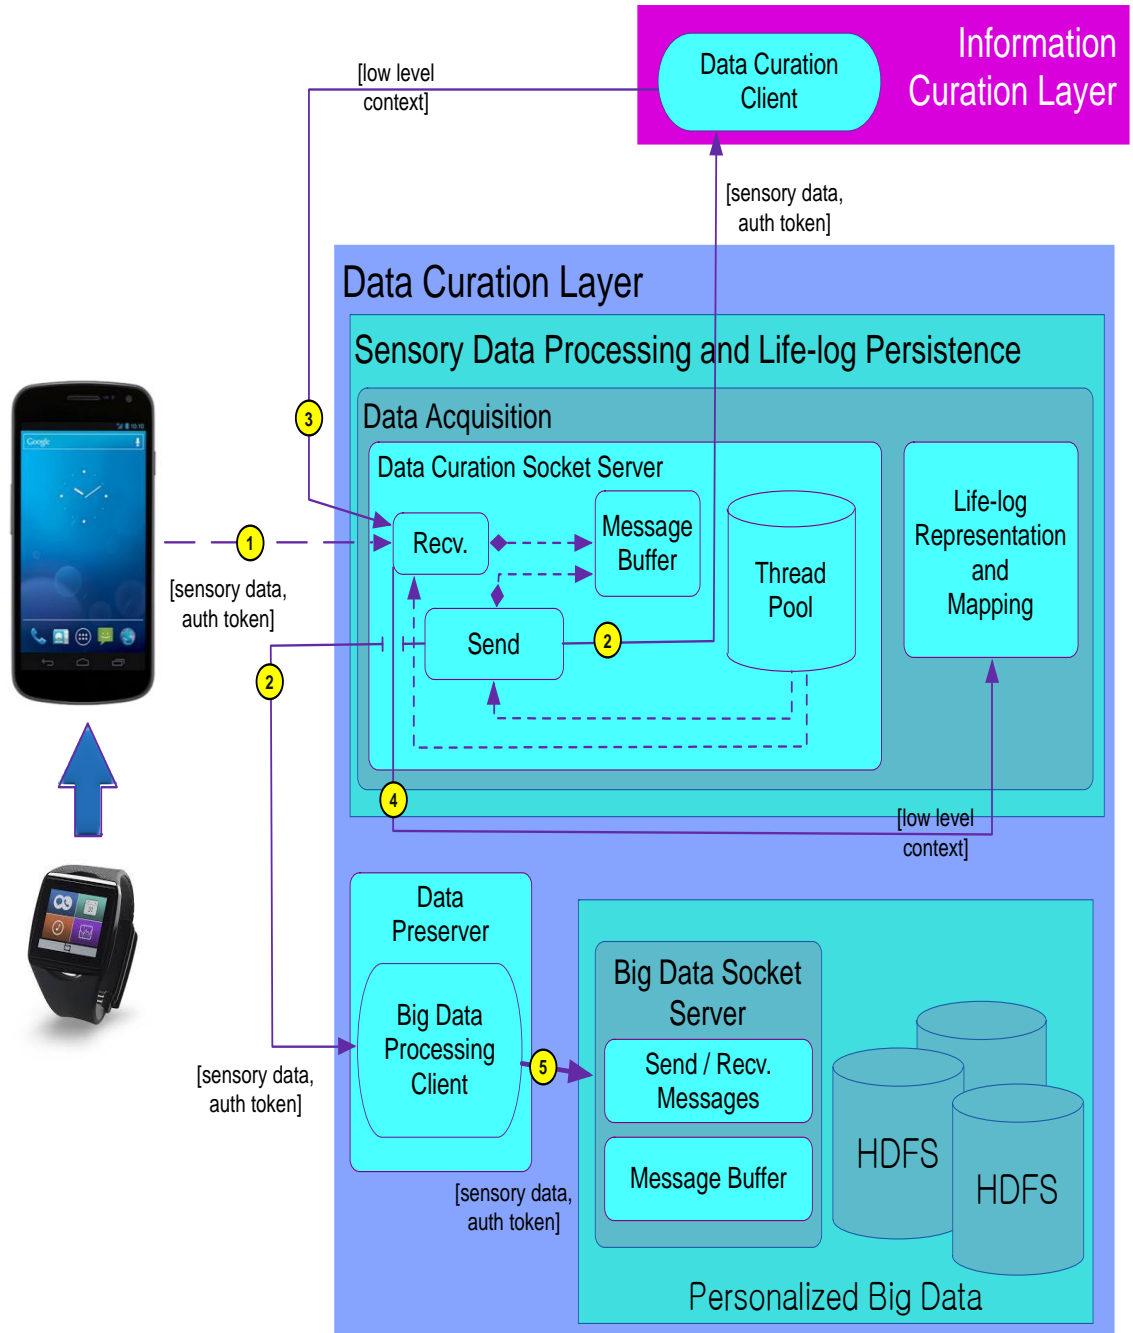 Information
Curation Layer
Data Curation
Client
[low level
context]
[sensory data,
auth token]
Data Curation Layer
Sensory Data Processing and Life-log Persistence
Data Acquisition
Data Curation Socket Server
3
10:10
Google
1
[sensory data,
auth token]
Recv.
Message
Buffer
Thread
Pool
Life-log
Representation
and
Mapping
Send
2
2
4
[low level
context]
Data
Preserver
Big Data
Processing
Client
[sensory data,
auth token]
5
Big Data Socket
Server
Send / Recv.
Messages
Message Buffer
[sensory data,
auth token]
HDFS
HDFS
Personalized Big Data